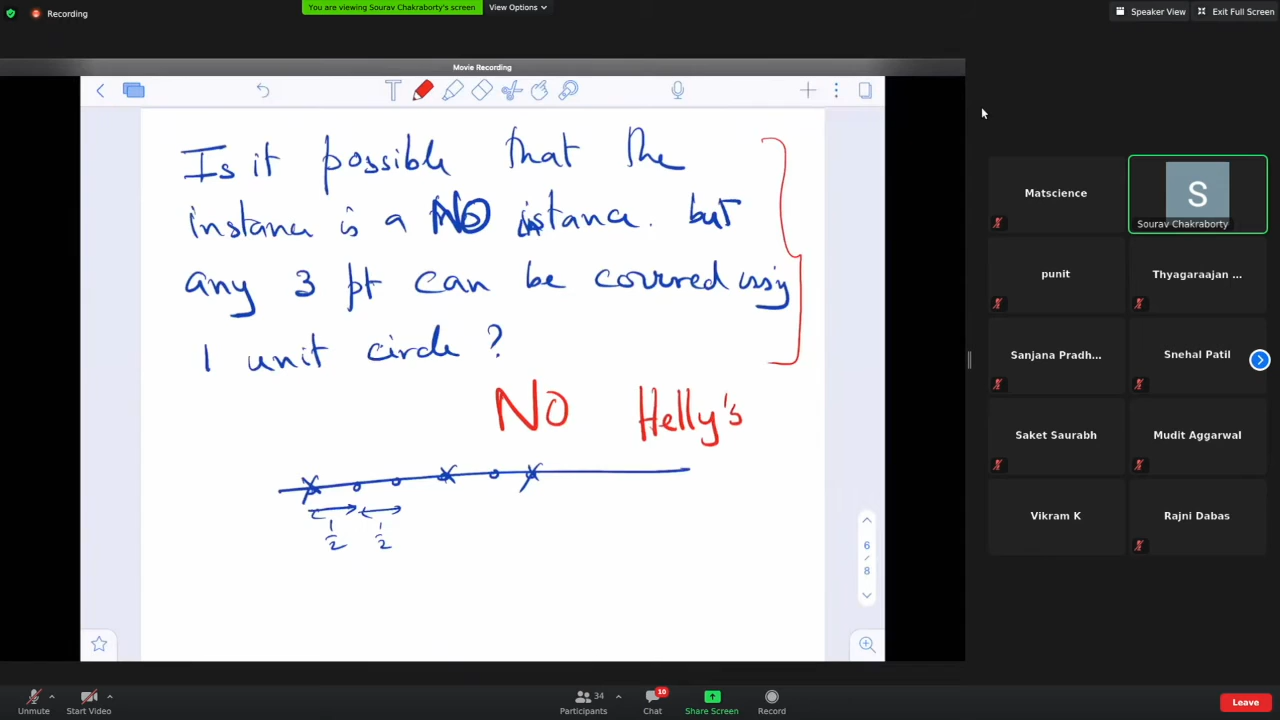 Recording
You are viewing Sourav Chakraborty's screen
View Options
Speaker View
Exit Full Screen
Movie Recording
Is it possible that the
instance is a NO istance. but
any 3 pt can be covered using
1 unit circle ?
NO Helly's
1/2 1/2
6
/
8
Matscience
S
Sourav Chakraborty
punit
Thyagaraajan ...
Sanjana Pradh...
Snehal Patil
Saket Saurabh
Mudit Aggarwal
Vikram K
Rajni Dabas
Unmute
Start Video
34
Participants
10
Chat
Share Screen
Record
Leave